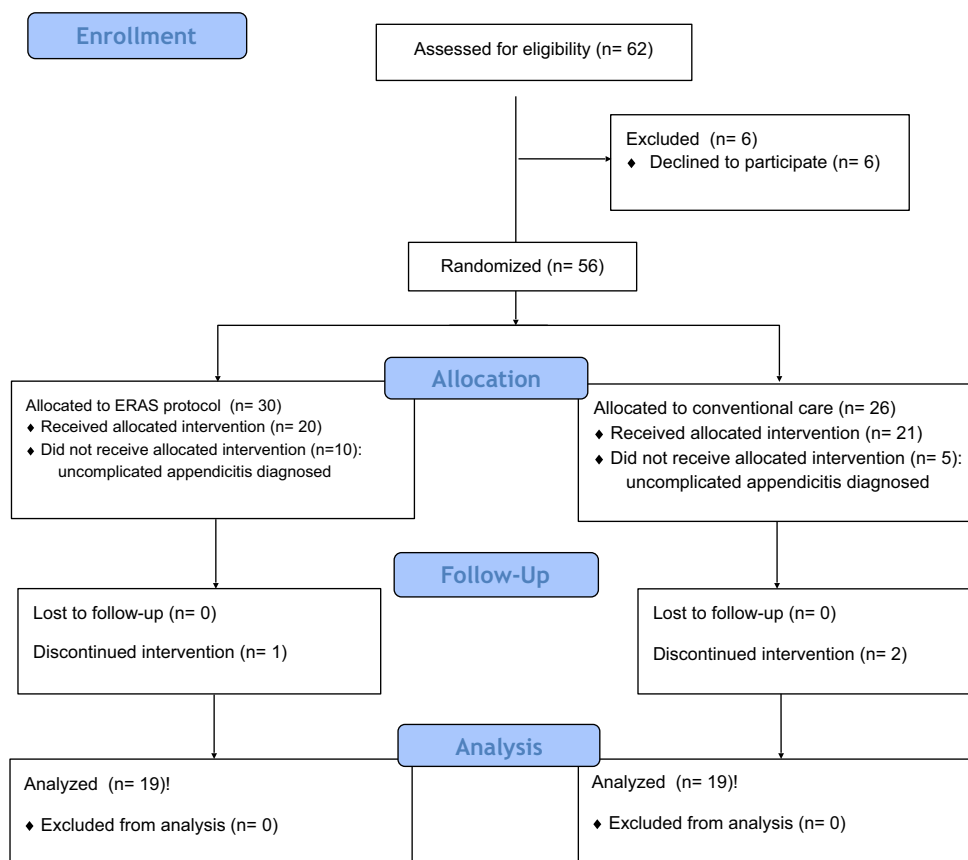 Enrollment
Assessed for eligibility (n= 62)
Excluded (n= 6)
♦ Declined to participate (n= 6)
Randomized (n= 56)
Allocation
Allocated to ERAS protocol (n= 30)
♦ Received allocated intervention (n= 20)
♦ Did not receive allocated intervention (n=10):
uncomplicated appendicitis diagnosed
Allocated to conventional care (n= 26)
♦ Received allocated intervention (n= 21)
♦ Did not receive allocated intervention (n= 5):
uncomplicated appendicitis diagnosed
Follow-Up
Lost to follow-up (n= 0)
Discontinued intervention (n= 1)
Lost to follow-up (n= 0)
Discontinued intervention (n= 2)
Analysis
Analyzed (n= 19)!
♦ Excluded from analysis (n= 0)
Analyzed (n= 19)!
♦ Excluded from analysis (n= 0)